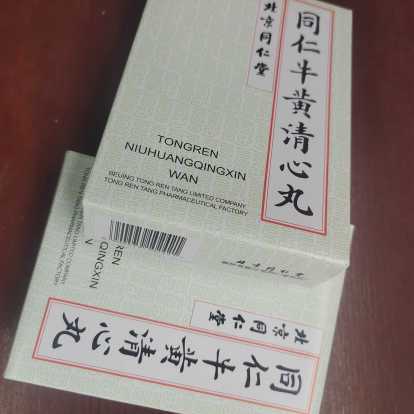 同仁牛黄清心丸
北京同仁堂
TONGREN
NIUHUANGQINGXIN
WAN
BEIJING TONG REN TANG LIMITED COMPANY
TONG REN TANG PHARMACEUTICAL FACTORY
REN
QINGXIN
北京同仁堂
同仁牛黄清心丸